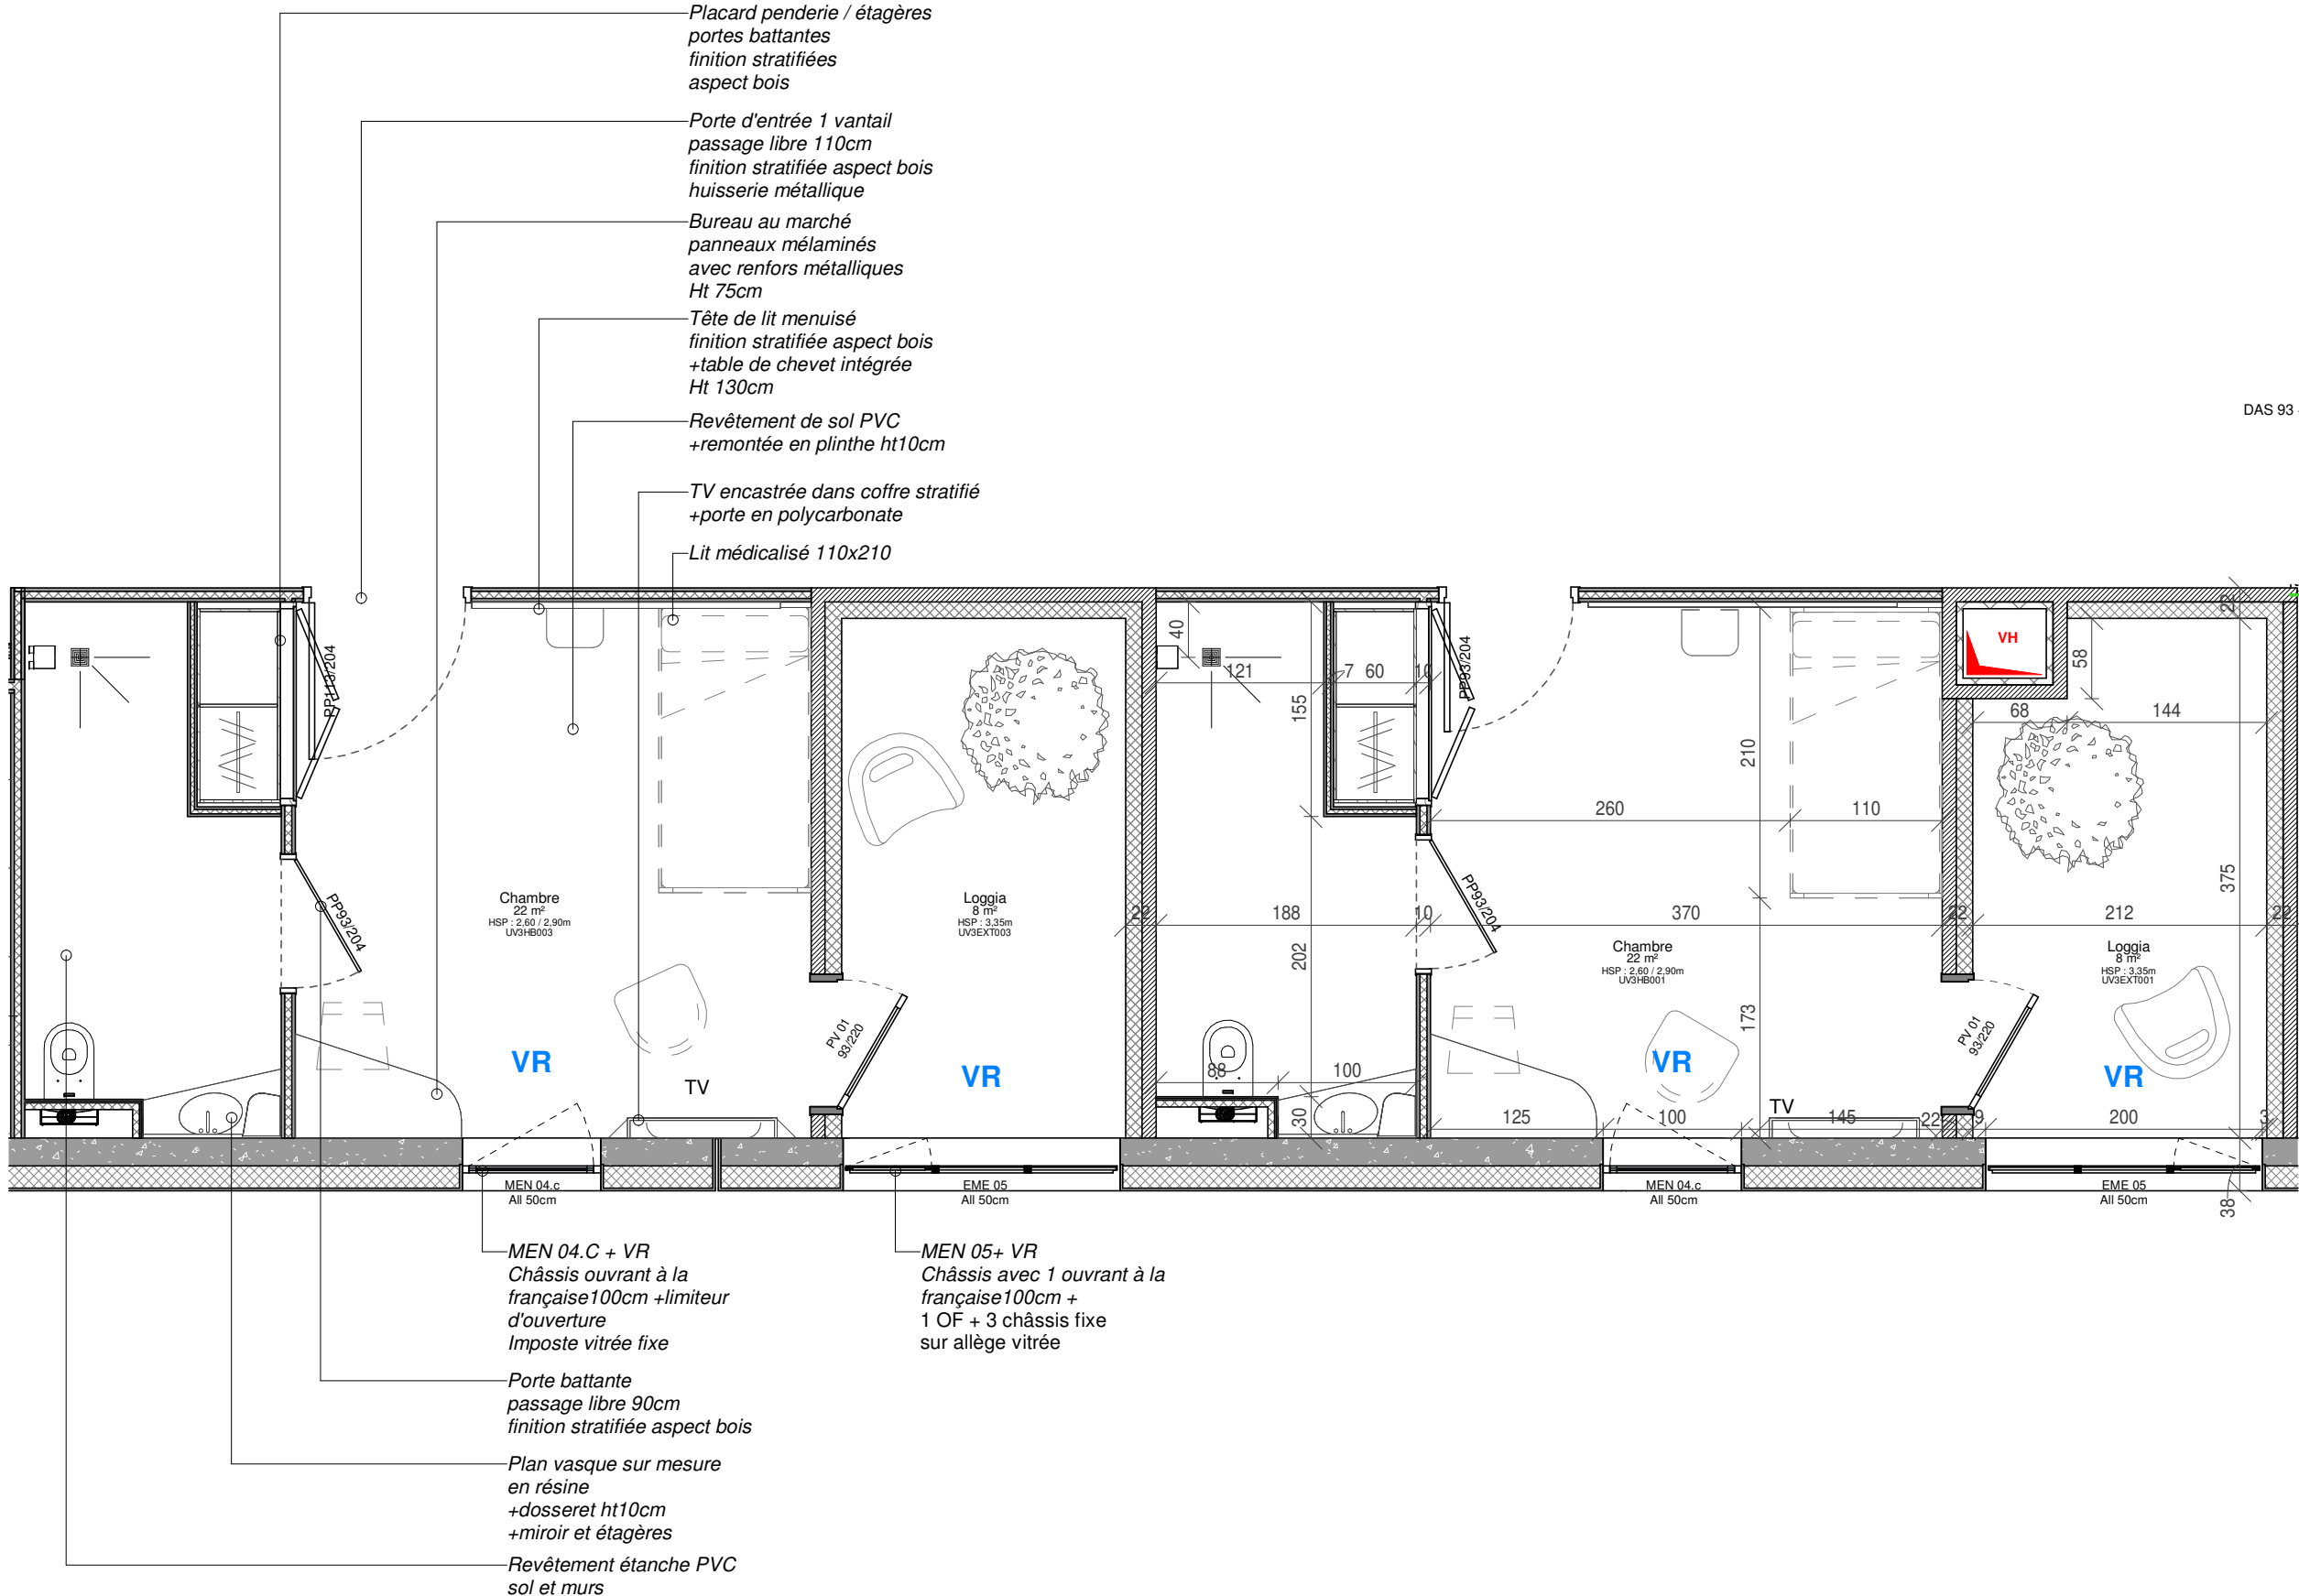 Placard penderie / étagères
portes battantes
finition stratifiées
aspect bois
Porte d'entrée 1 vantail
passage libre 110cm
finition stratifiée aspect bois
huisserie métallique
Bureau au marché
panneaux mélaminés
avec renfors métalliques
Ht 75cm
Tête de lit menuisé
finition stratifiée aspect bois
+table de chevet intégrée
Ht 130cm
Revêtement de sol PVC
+remontée en plinthe ht10cm
TV encastrée dans coffre stratifié
+porte en polycarbonate
Lit médicalisé 110x210
DAS 93
PP113/204
PP93/204
Chambre
22 m²
HSP : 2,60 / 2,90m
UV3HB003
VR
TV
PV 01
93/220
Loggia
8 m²
HSP : 3,35m
UV3EXT003
VR
40
121
7
60
10
155
PP93/204
22
188
10
202
PP93/204
88
100
30
210
260
110
370
173
Chambre
22 m²
HSP : 2,60 / 2,90m
UV3HB001
VR
TV
125
100
145
22
9
200
3
VH
22
58
68
144
375
22
212
22
Loggia
8 m²
HSP : 3,35m
UV3EXT001
PV 01
93/220
VR
38
MEN 04.c
All 50cm
EME 05
All 50cm
MEN 04.c
All 50cm
EME 05
All 50cm
MEN 04.C + VR
Châssis ouvrant à la
française100cm +limiteur
d'ouverture
Imposte vitrée fixe
MEN 05+ VR
Châssis avec 1 ouvrant à la
française100cm +
1 OF + 3 châssis fixe
sur allège vitrée
Porte battante
passage libre 90cm
finition stratifiée aspect bois
Plan vasque sur mesure
en résine
+dosseret ht10cm
+miroir et étagères
Revêtement étanche PVC
sol et murs